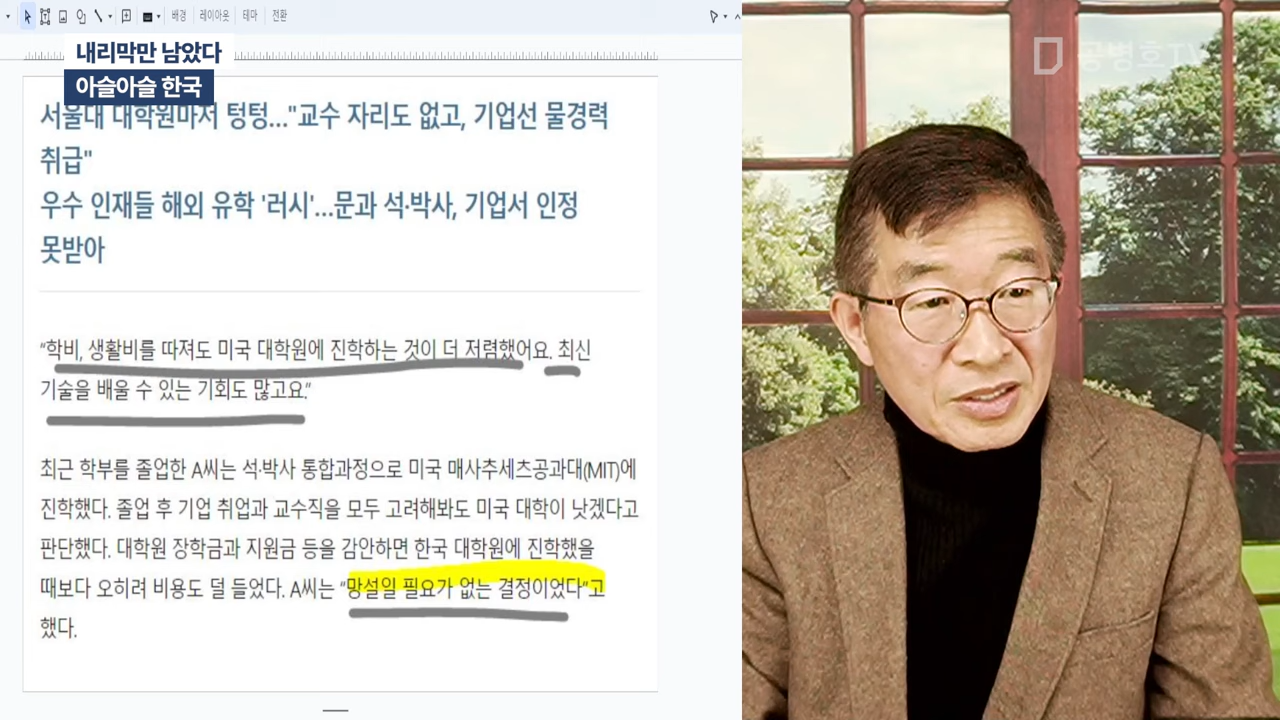 배경 레이아웃 테마 전환
내리막만 남았다
아슬아슬 한국
공병호TV
서울대 대학원마저 텅텅..."교수 자리도 없고, 기업선 물경력
취급"
우수 인재들 해외 유학 '러시'...문과 석·박사, 기업서 인정
못받아
"학비, 생활비를 따져도 미국 대학원에 진학하는 것이 더 저렴했어요. 최신
기술을 배울 수 있는 기회도 많고요."
최근 학부를 졸업한 A씨는 석·박사 통합과정으로 미국 매사추세츠공과대(MIT)에
진학했다. 졸업 후 기업 취업과 교수직을 모두 고려해봐도 미국 대학이 낫겠다고
판단했다. 대학원 장학금과 지원금 등을 감안하면 한국 대학원에 진학했을
때보다 오히려 비용도 덜 들었다. A씨는 "망설일 필요가 없는 결정이었다"고
했다.